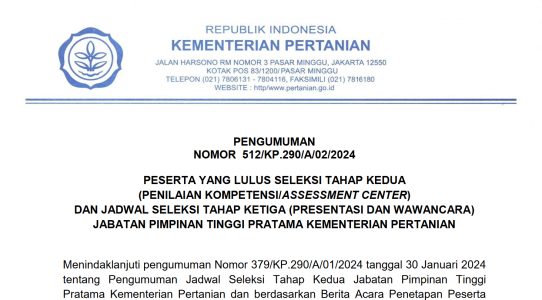 REPUBLIK INDONESIA
KEMENTERIAN PERTANIAN
JALAN HARSONO RM NOMOR 3 PASAR MINGGU, JAKARTA 12550
KOTAK POS 83/1200/PASAR MINGGU
TELEPON (021) 7806131 - 7804116, FAKSIMILI (021) 7816180
WEBSITE : http/www.pertanian.go.id
PENGUMUMAN
NOMOR 512/KP.290/A/02/2024
PESERTA YANG LULUS SELEKSI TAHAP KEDUA
(PENILAIAN KOMPETENSI/ASSESSMENT CENTER)
DAN JADWAL SELEKSI TAHAP KETIGA (PRESENTASI DAN WAWANCARA)
JABATAN PIMPINAN TINGGI PRATAMA KEMENTERIAN PERTANIAN
Menindaklanjuti pengumuman Nomor 379/KP.290/A/01/2024 tanggal 30 Januari 2024
tentang Pengumuman Jadwal Seleksi Tahap Kedua Jabatan Pimpinan Tinggi
Pratama Kementerian Pertanian dan berdasarkan Berita Acara Penetapan Peserta